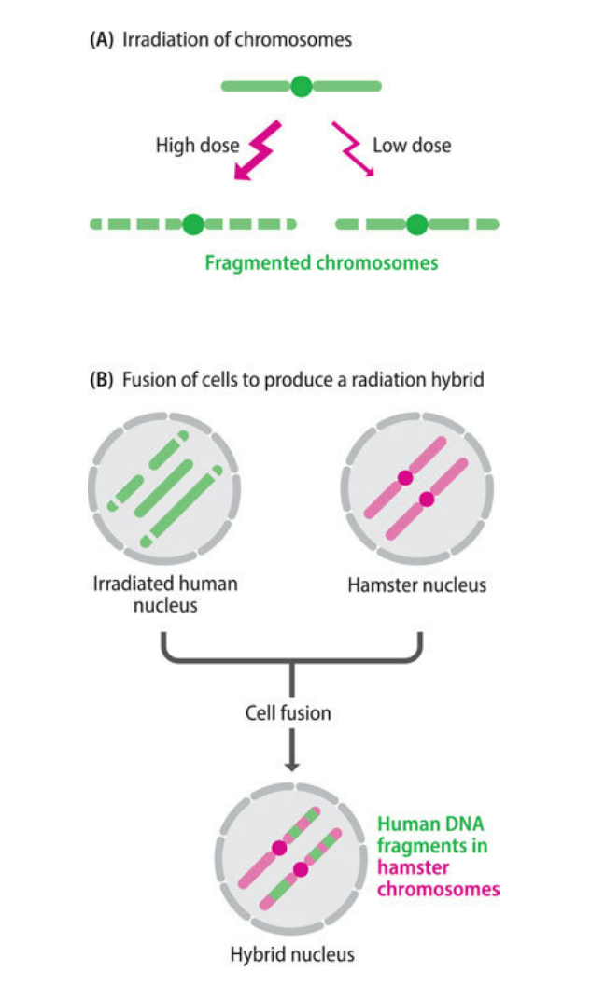 (A) Irradiation of chromosomes
High dose
Low dose
Fragmented chromosomes
(B) Fusion of cells to produce a radiation hybrid
Irradiated human
nucleus
Hamster nucleus
Cell fusion
Human DNA
fragments in
hamster
chromosomes
Hybrid nucleus